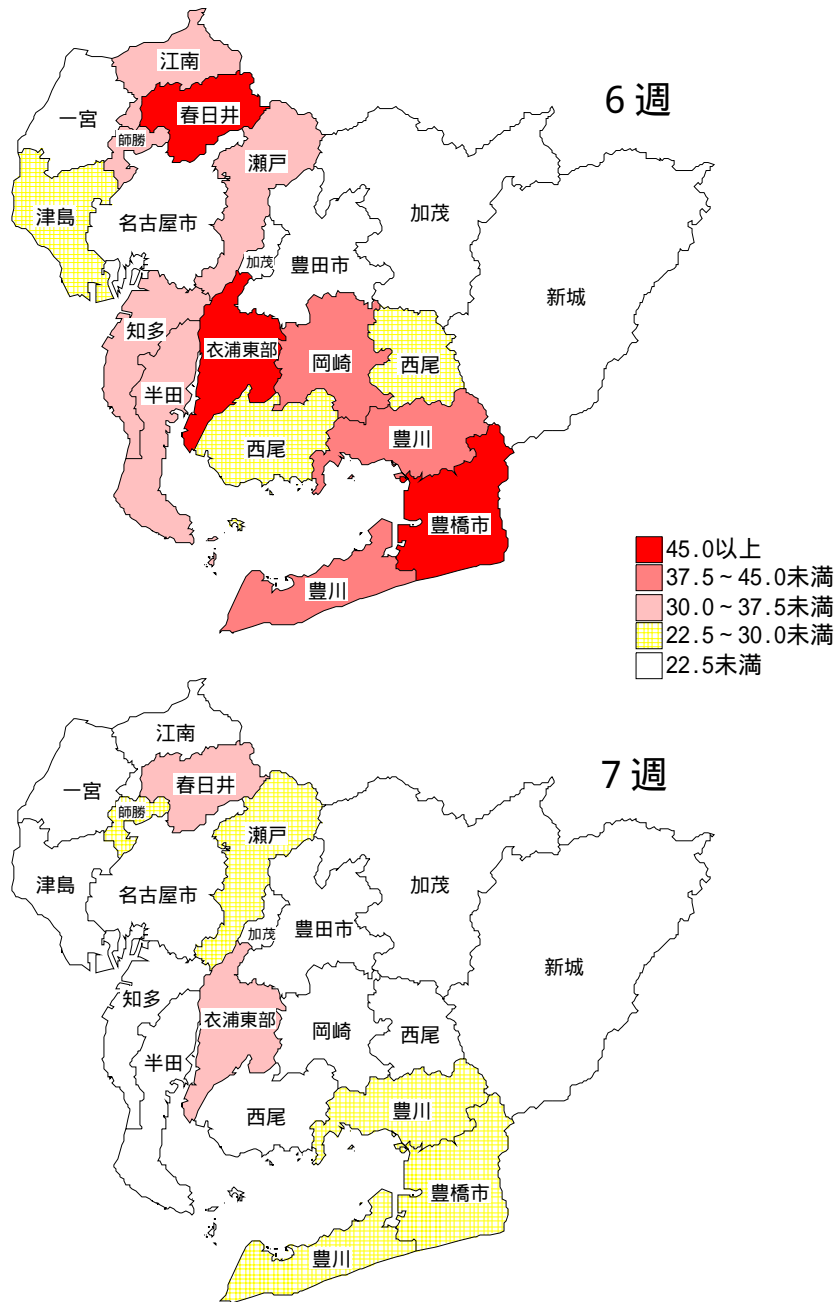 6週
江南
春日井
一宮
師勝
瀬戸
津島
名古屋市
加茂
加茂
豊田市
新城
知多
衣浦東部
岡崎
西尾
半田
西尾
豊川
豊橋市
豊川
45.0以上
37.5~45.0未満
30.0~37.5未満
22.5~30.0未満
22.5未満
7週
江南
春日井
一宮
師勝
瀬戸
津島
名古屋市
加茂
加茂
豊田市
新城
知多
衣浦東部
岡崎
西尾
半田
西尾
豊川
豊橋市
豊川